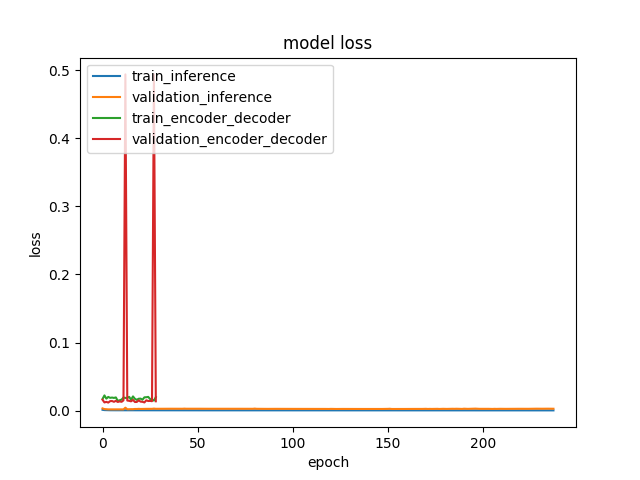 model loss
train_inference
validation_inference
train_encoder_decoder
validation_encoder_decoder
0.5
0.4
0.3
0.2
0.1
0.0
loss
0 50 100 150 200
epoch